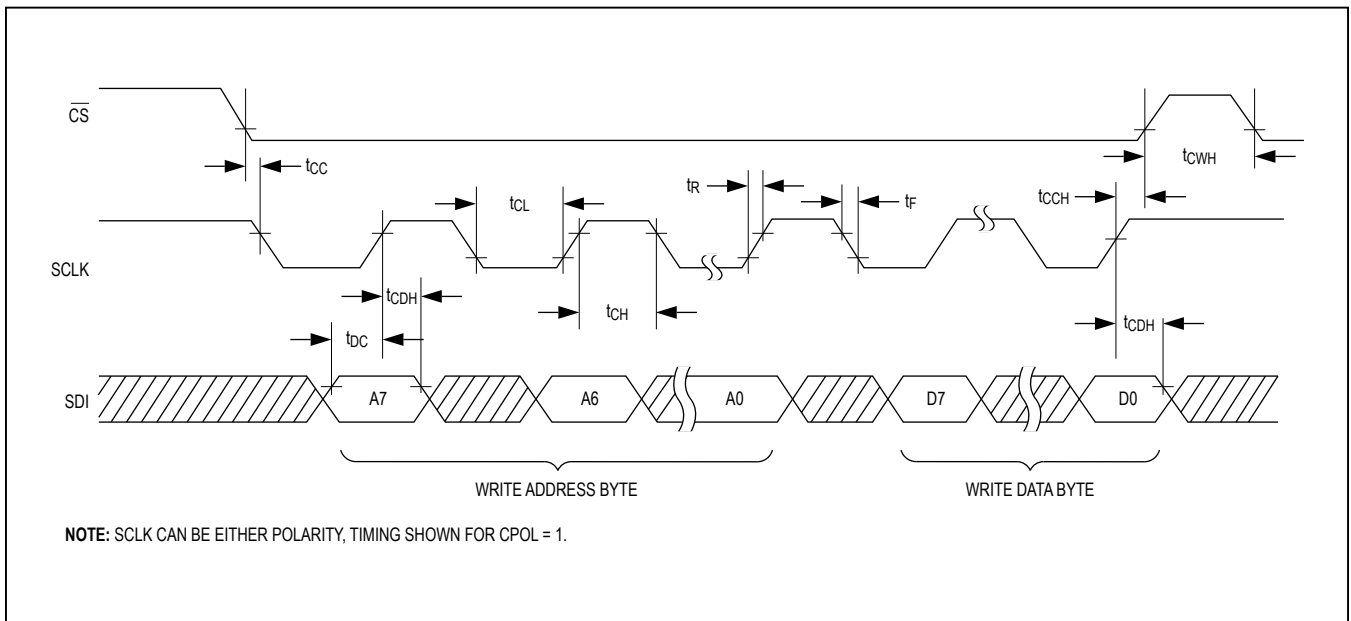 CS
tCC
tCWH
tR
tF
tCL
tCCH
SCLK
tCDH
tCH
tDC
tCDH
SDI
A7
A6
A0
D7
D0
WRITE ADDRESS BYTE
WRITE DATA BYTE
NOTE: SCLK CAN BE EITHER POLARITY, TIMING SHOWN FOR CPOL = 1.